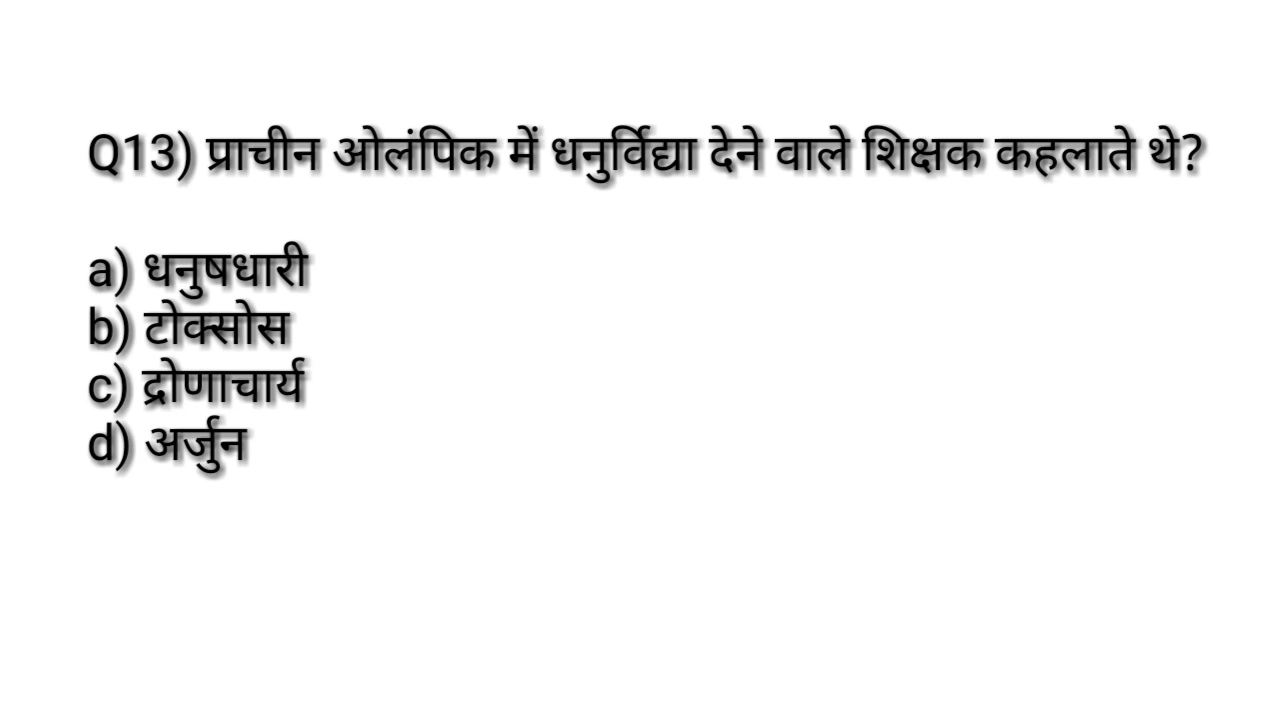 Q13) प्राचीन ओलंपिक में धनुर्विद्या देने वाले शिक्षक कहलाते थे?
a) धनुषधारी
b) टोक्सोस
c) द्रोणाचार्य
d) अर्जुन